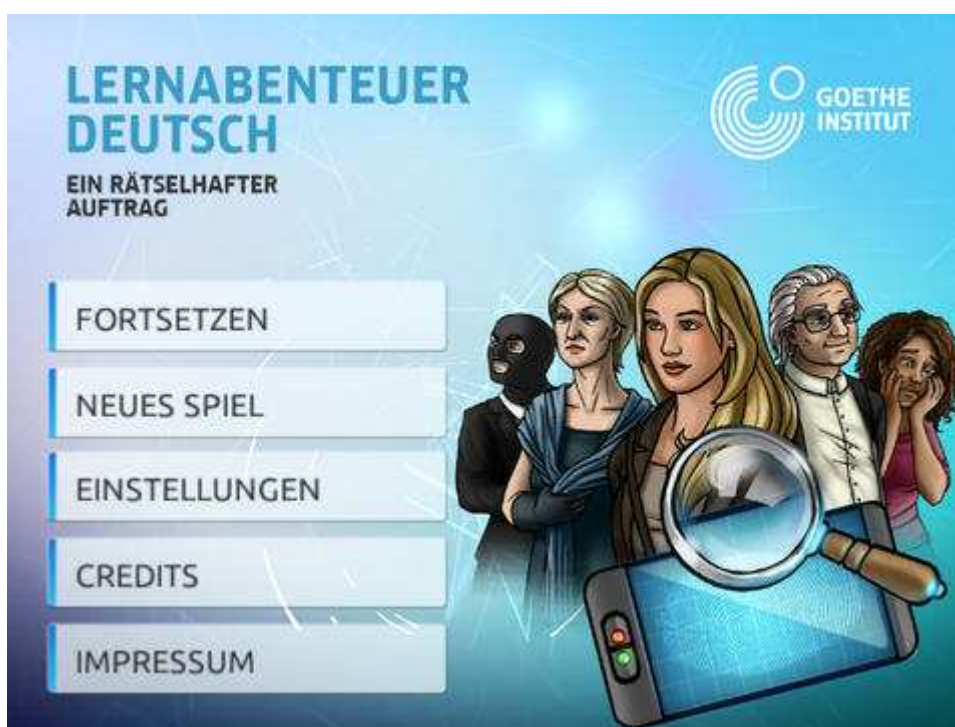 LERNABENTEUER
DEUTSCH
EIN RÄTSELHAFTER
AUFTRAG
GOETHE
INSTITUT
FORTSETZEN
NEUES SPIEL
EINSTELLUNGEN
CREDITS
IMPRESSUM